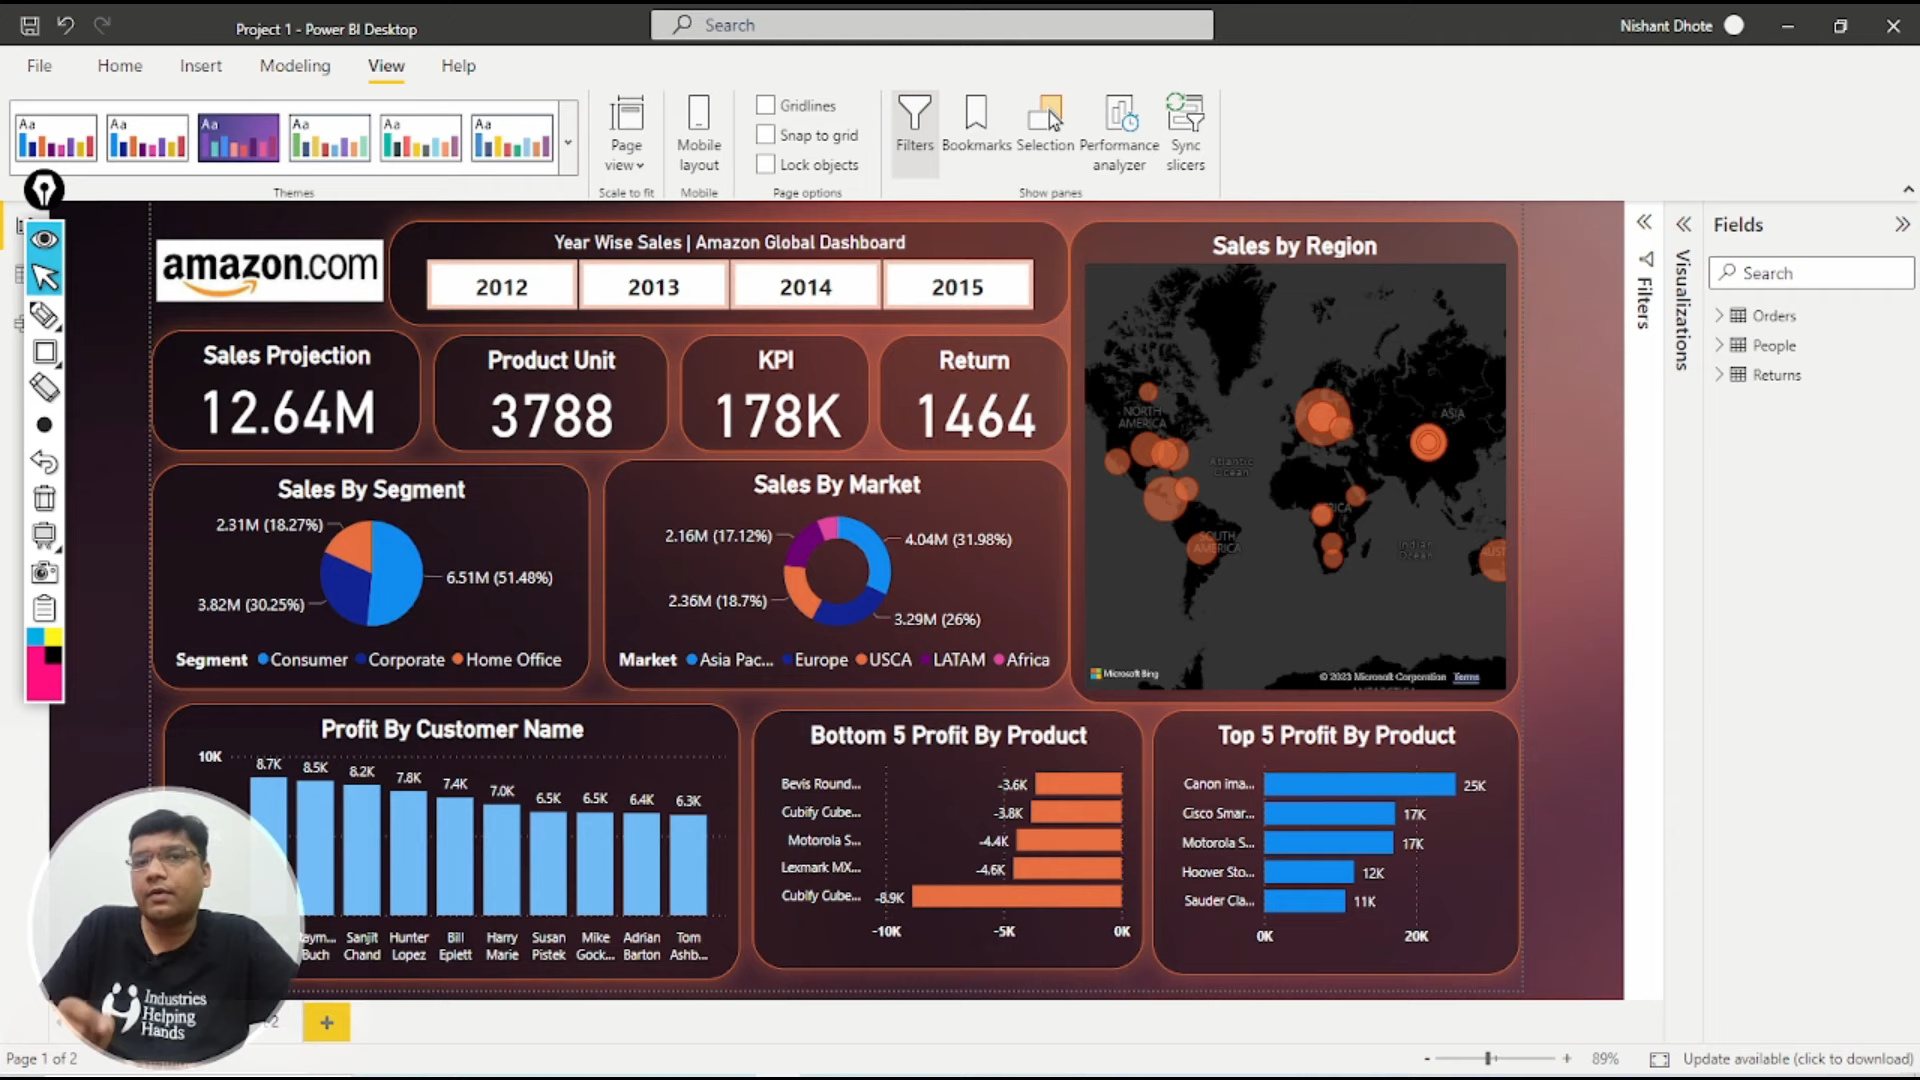 Project 1 - Power BI Desktop
Search
Nishant Dhote
File
Home
Insert
Modeling
View
Help
Aa
Aa
Aa
Aa
Aa
Aa
Themes
Page view
Scale to fit
Mobile layout
Mobile
Gridlines
Snap to grid
Lock objects
Page options
Filters
Bookmarks
Selection
Performance analyzer
Sync slicers
Show panes
amazon.com
Year Wise Sales | Amazon Global Dashboard
2012
2013
2014
2015
Sales Projection
12.64M
Product Unit
3788
KPI
178K
Return
1464
Sales by Region
NORTH AMERICA
Atlantic Ocean
ASIA
SOUTH AMERICA
Indian Ocean
Microsoft Bing
© 2023 Microsoft Corporation
Terms
Sales By Segment
2.31M (18.27%)
6.51M (51.48%)
3.82M (30.25%)
Segment Consumer Corporate Home Office
Sales By Market
2.16M (17.12%)
4.04M (31.98%)
2.36M (18.7%)
3.29M (26%)
Market Asia Pac... Europe USCA LATAM Africa
Profit By Customer Name
10K
8.7K
8.5K
8.2K
7.8K
7.4K
7.0K
6.5K
6.5K
6.4K
6.3K
Buch
Sanjit Chand
Hunter Lopez
Bill Eplett
Harry Marie
Susan Pistek
Mike Gock...
Adrian Barton
Tom Ashb...
Bottom 5 Profit By Product
Bevis Round... -3.6K
Cubify Cube... -3.8K
Motorola S... -4.4K
Lexmark MX... -4.6K
Cubify Cube... -8.9K
-10K
-5K
0K
Top 5 Profit By Product
Canon ima... 25K
Cisco Smar... 17K
Motorola S... 17K
Hoover Sto... 12K
Sauder Cla... 11K
0K
20K
Filters
Visualizations
Fields
Search
Orders
People
Returns
Industries
Helping
Hands
Page 1 of 2
- + 89%
Update available (click to download)